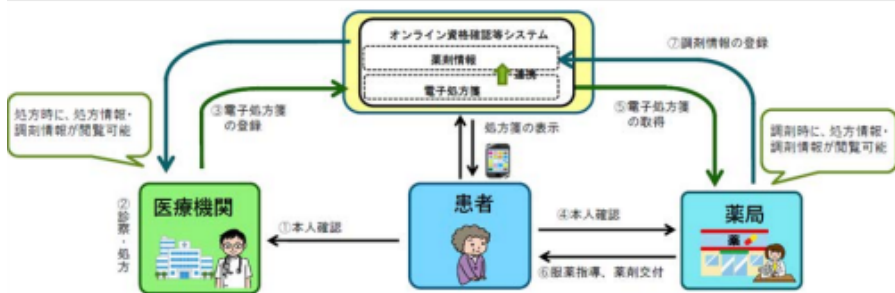 オンライン資格確認等システム
薬剤情報
連携
電子処方箋
⑦調剤情報の登録
処方時に、処方情報・
調剤情報が閲覧可能
③電子処方箋
の登録
処方箋の表示
⑤電子処方箋
の取得
調剤時に、処方情報・
調剤情報が閲覧可能
②診察・処方
医療機関
①本人確認
患者
④本人確認
薬局
薬
⑥服薬指導、薬剤交付